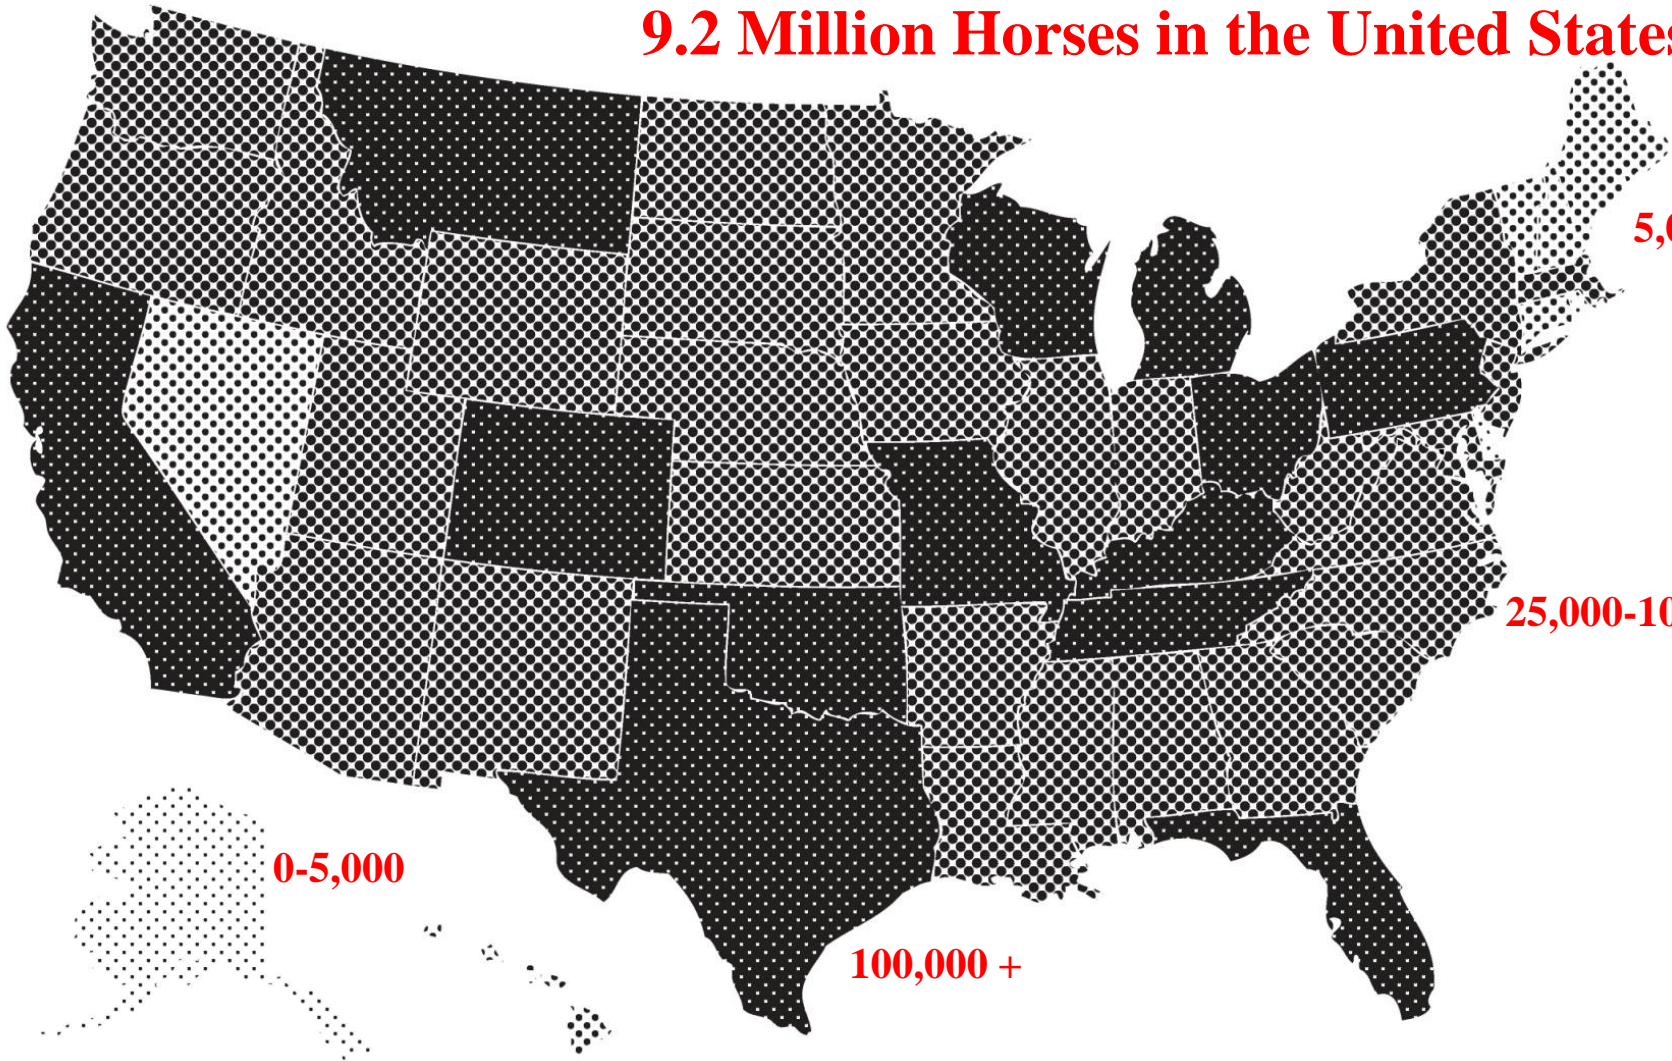 9.2 Million Horses in the United States
5,0
25,000-10
0-5,000
100,000 +